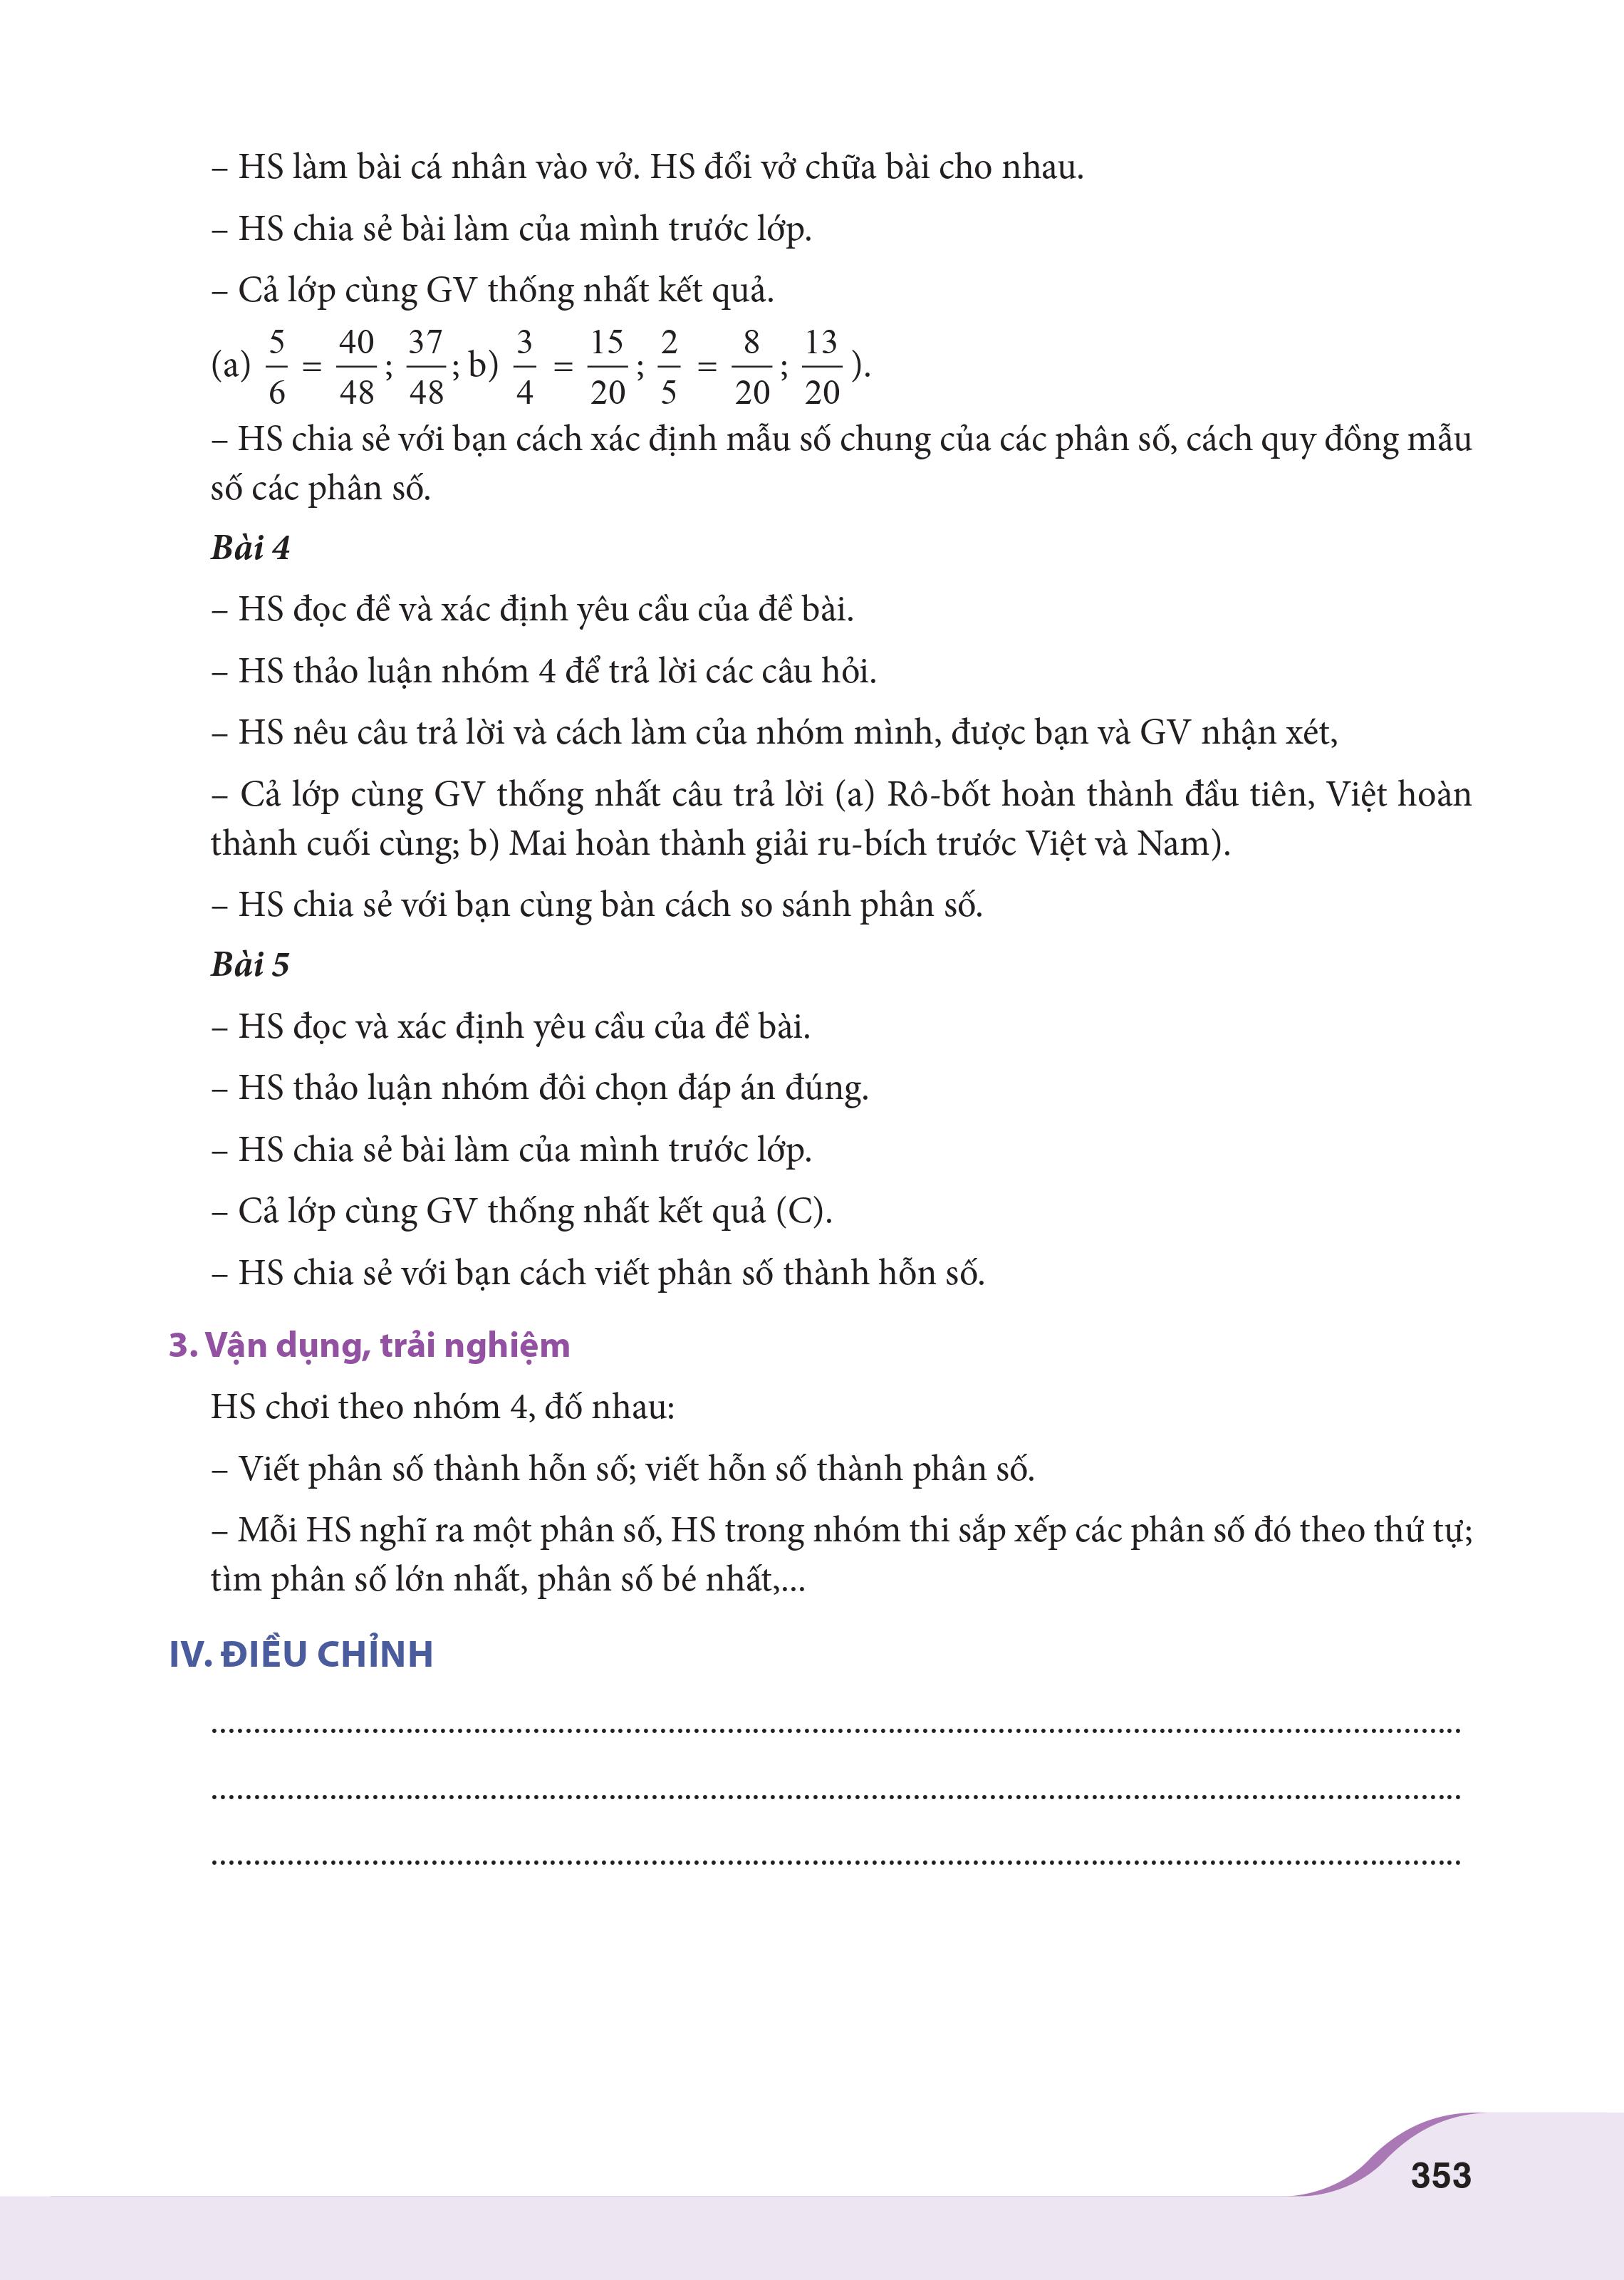 – HS làm bài cá nhân vào vở. HS đổi vở chữa bài cho nhau.
– HS chia sẻ bài làm của mình trước lớp.
– Cả lớp cùng GV thống nhất kết quả.
(a) 5/6 = 40/48; 37/48; b) 3/4 = 15/20; 2/5 = 8/20; 13/20).
– HS chia sẻ với bạn cách xác định mẫu số chung của các phân số, cách quy đồng mẫu
số các phân số.
Bài 4
– HS đọc đề và xác định yêu cầu của đề bài.
– HS thảo luận nhóm 4 để trả lời các câu hỏi.
– HS nêu câu trả lời và cách làm của nhóm mình, được bạn và GV nhận xét,
– Cả lớp cùng GV thống nhất câu trả lời (a) Rô-bốt hoàn thành đầu tiên, Việt hoàn
thành cuối cùng; b) Mai hoàn thành giải ru-bích trước Việt và Nam).
– HS chia sẻ với bạn cùng bàn cách so sánh phân số.
Bài 5
– HS đọc và xác định yêu cầu của đề bài.
– HS thảo luận nhóm đôi chọn đáp án đúng.
– HS chia sẻ bài làm của mình trước lớp.
– Cả lớp cùng GV thống nhất kết quả (C).
– HS chia sẻ với bạn cách viết phân số thành hỗn số.
3. Vận dụng, trải nghiệm
HS chơi theo nhóm 4, đố nhau:
– Viết phân số thành hỗn số; viết hỗn số thành phân số.
– Mỗi HS nghĩ ra một phân số, HS trong nhóm thi sắp xếp các phân số đó theo thứ tự;
tìm phân số lớn nhất, phân số bé nhất,...
IV. ĐIỀU CHỈNH
353